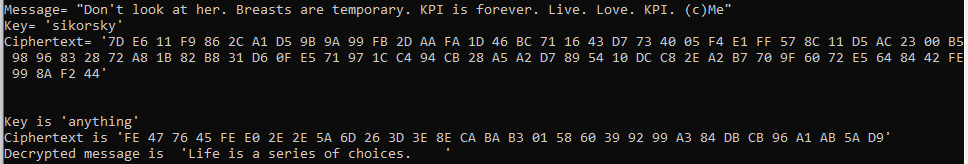 Message= "Don't look at her. Breasts are temporary. KPI is forever. Live. Love. KPI. (c)Me"
Key= 'sikorsky'
Ciphertext= '7D E6 11 F9 86 2C A1 D5 9B 9A 99 FB 2D AA FA 1D 46 BC 71 16 43 D7 73 40 05 F4 E1 FF 57 8C 11 D5 AC 23 00 B5
98 96 83 28 72 A8 1B 82 B8 31 D6 0F E5 71 97 1C C4 94 CB 28 A5 A2 D7 89 54 10 DC C8 2E A2 B7 70 9F 60 72 E5 64 84 42 FE
99 8A F2 44'
Key is 'anything'
Ciphertext is 'FE 47 76 45 FE E0 2E 2E 5A 6D 26 3D 3E 8E CA BA B3 01 58 60 39 92 99 A3 84 DB CB 96 A1 AB 5A D9'
Decrypted message is  'Life is a series of choices.    '